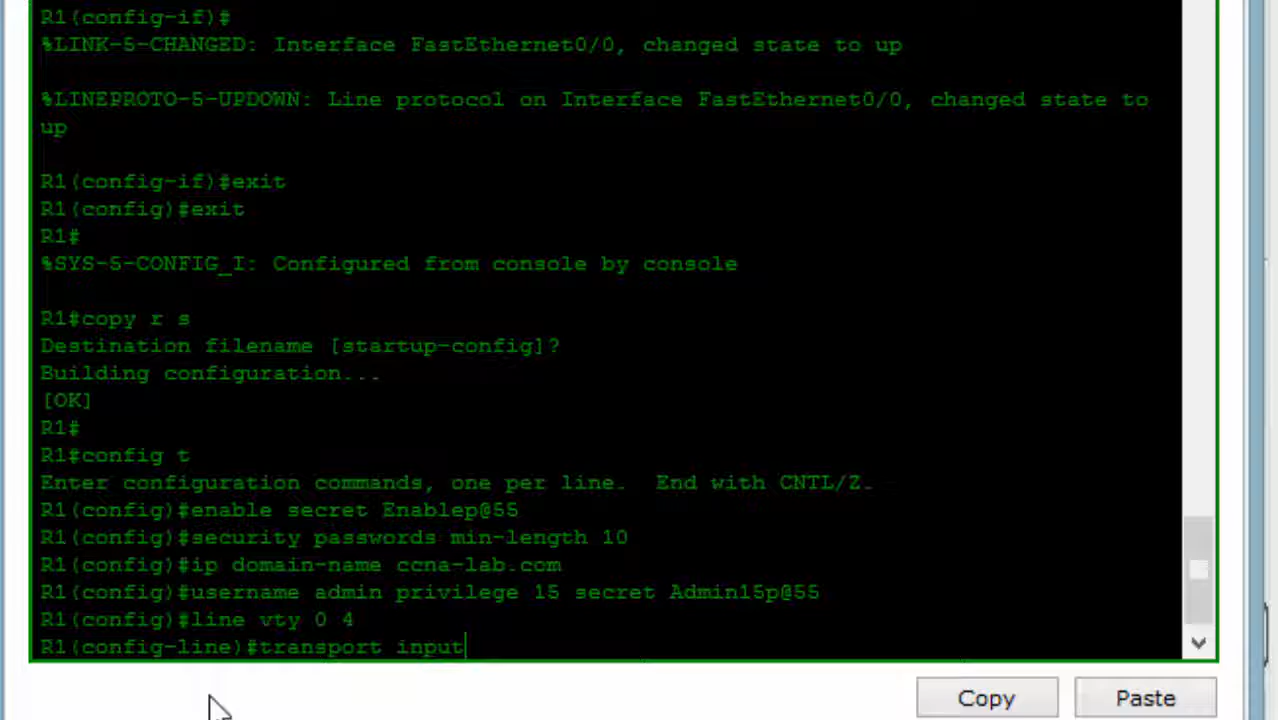 R1(config-if)#
%LINK-5-CHANGED: Interface FastEthernet0/0, changed state to up
%LINEPROTO-5-UPDOWN: Line protocol on Interface FastEthernet0/0, changed state to
up
R1(config-if)#exit
R1(config)#exit
R1#
%SYS-5-CONFIG_I: Configured from console by console
R1#copy r s
Destination filename [startup-config]?
Building configuration...
[OK]
R1#
R1#config t
Enter configuration commands, one per line.  End with CNTL/Z.
R1(config)#enable secret Enablep@55
R1(config)#security passwords min-length 10
R1(config)#ip domain-name ccna-lab.com
R1(config)#username admin privilege 15 secret Admin15p@55
R1(config)#line vty 0 4
R1(config-line)#transport input
Copy
Paste